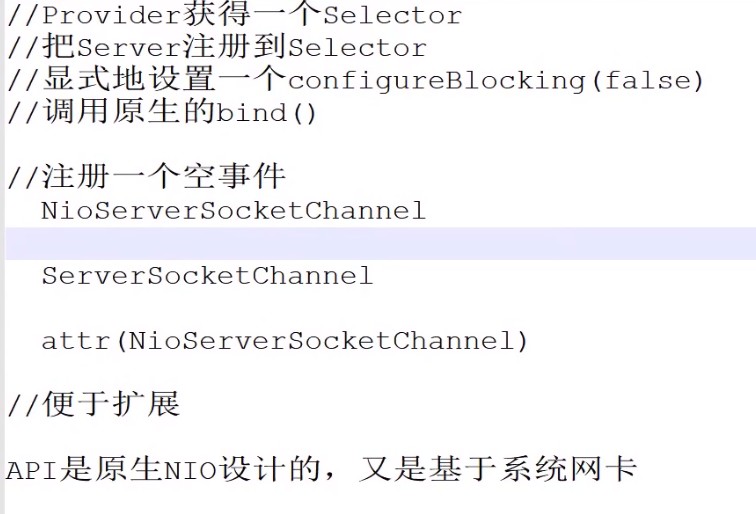 //Provider获得一个Selector
//把Server注册到Selector
//显式地设置一个configureBlocking(false)
//调用原生的bind()
//注册一个空事件
NioServerSocketChannel
ServerSocketChannel
attr(NioServerSocketChannel)
//便于扩展
API是原生NIO设计的，又是基于系统网卡